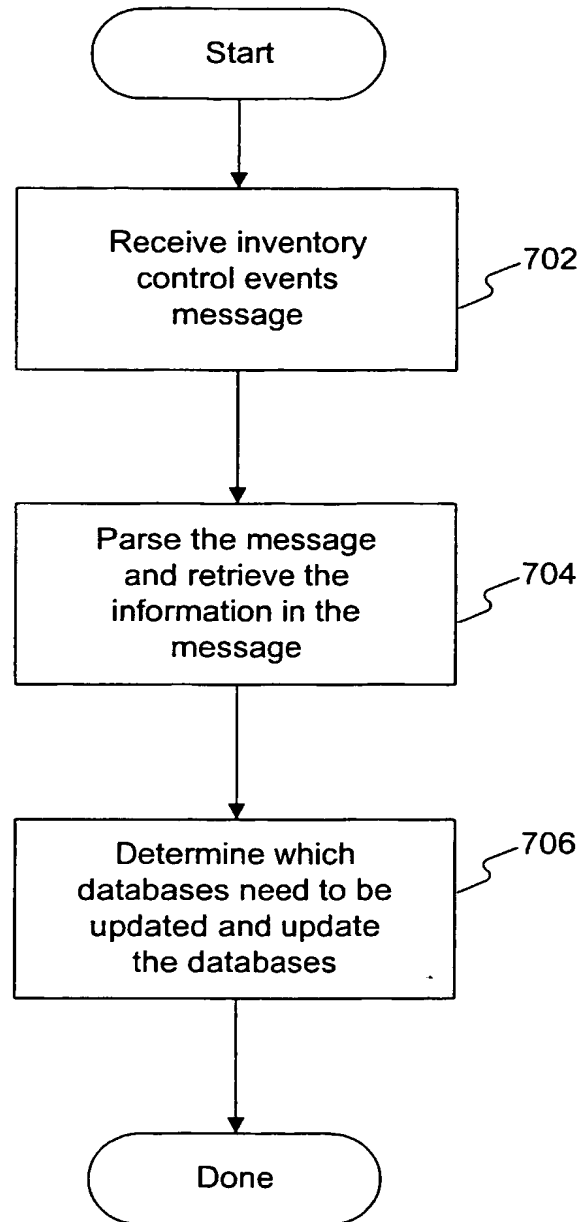 Start
Receive inventory
control events
message
702
Parse the message
and retrieve the
information in the
message
704
Determine which
databases need to be
updated and update
the databases
706
Done